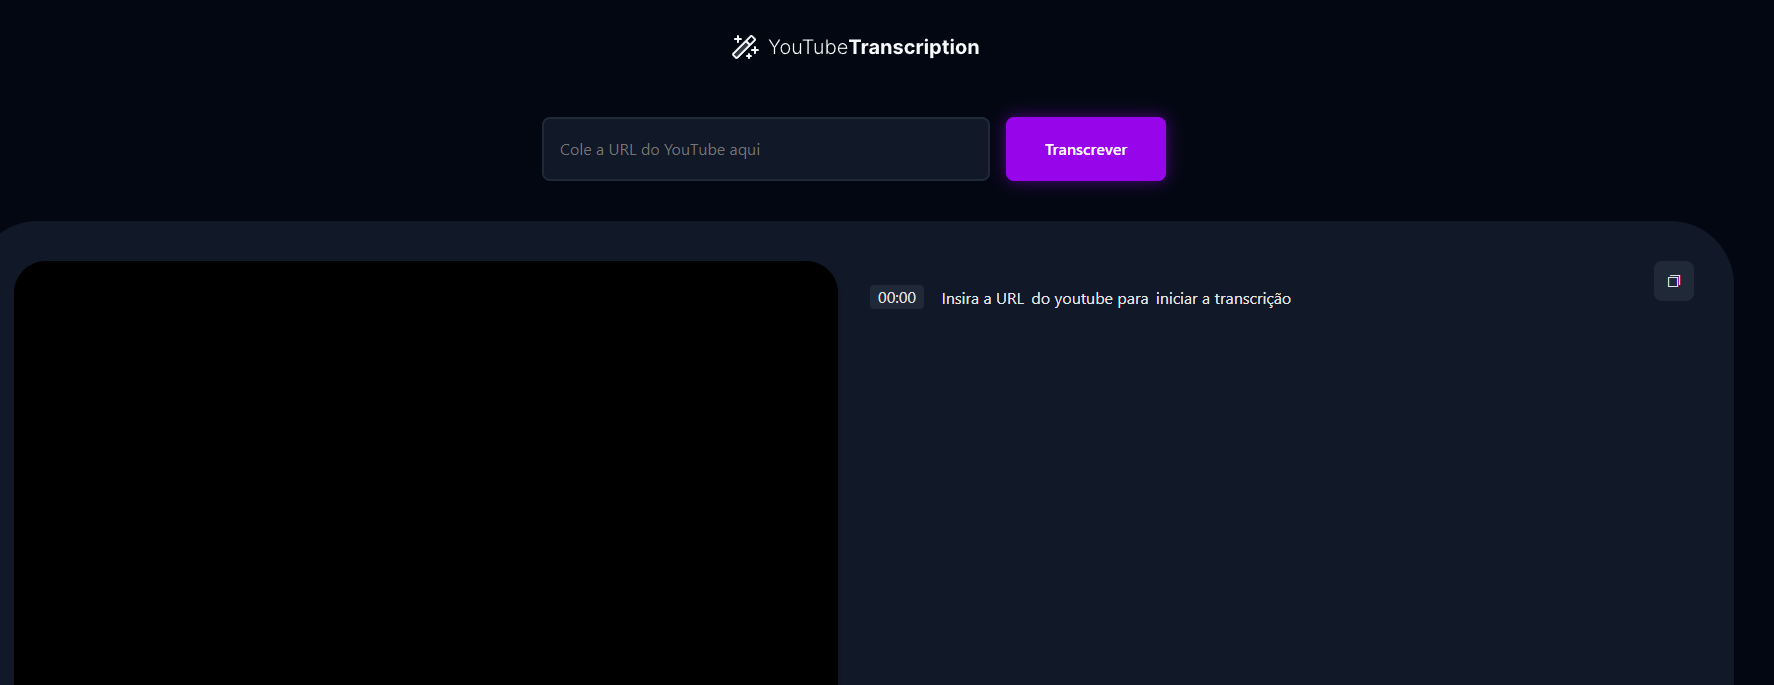 YouTubeTranscription
Cole a URL do YouTube aqui
Transcrever
00:00 Insira a URL do youtube para iniciar a transcrição